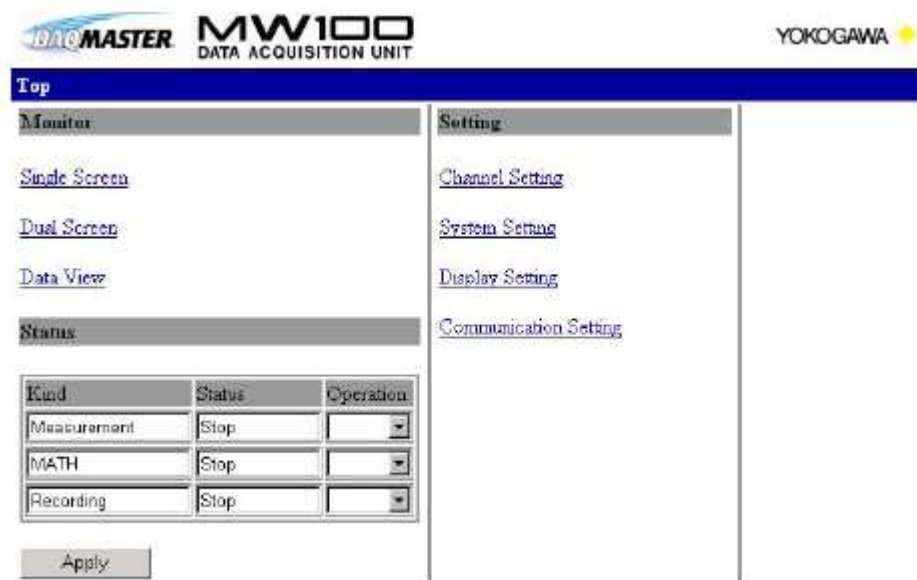 DAQMASTER MW100
DATA ACQUISITION UNIT
YOKOGAWA
Top
Monitor
Single Screen
Dual Screen
Data View
Status
Kind Status Operation
Measurement Stop
MATH Stop
Recording Stop
Apply
Setting
Channel Setting
System Setting
Display Setting
Communication Setting